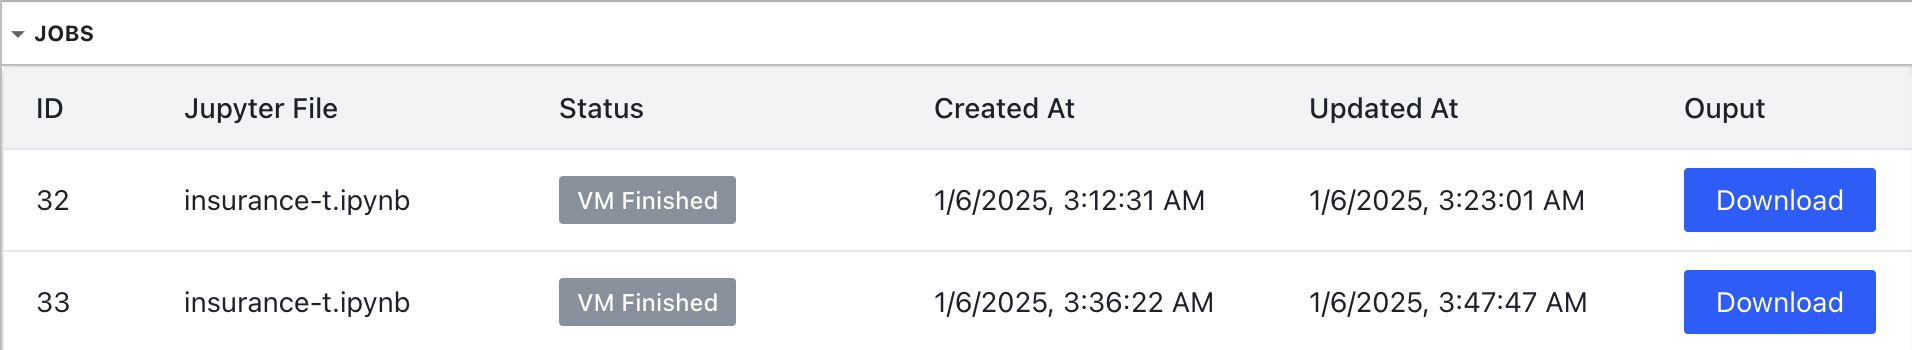 JOBS
ID Jupyter File Status Created At Updated At Ouput
32 insurance-t.ipynb VM Finished 1/6/2025, 3:12:31 AM 1/6/2025, 3:23:01 AM Download
33 insurance-t.ipynb VM Finished 1/6/2025, 3:36:22 AM 1/6/2025, 3:47:47 AM Download